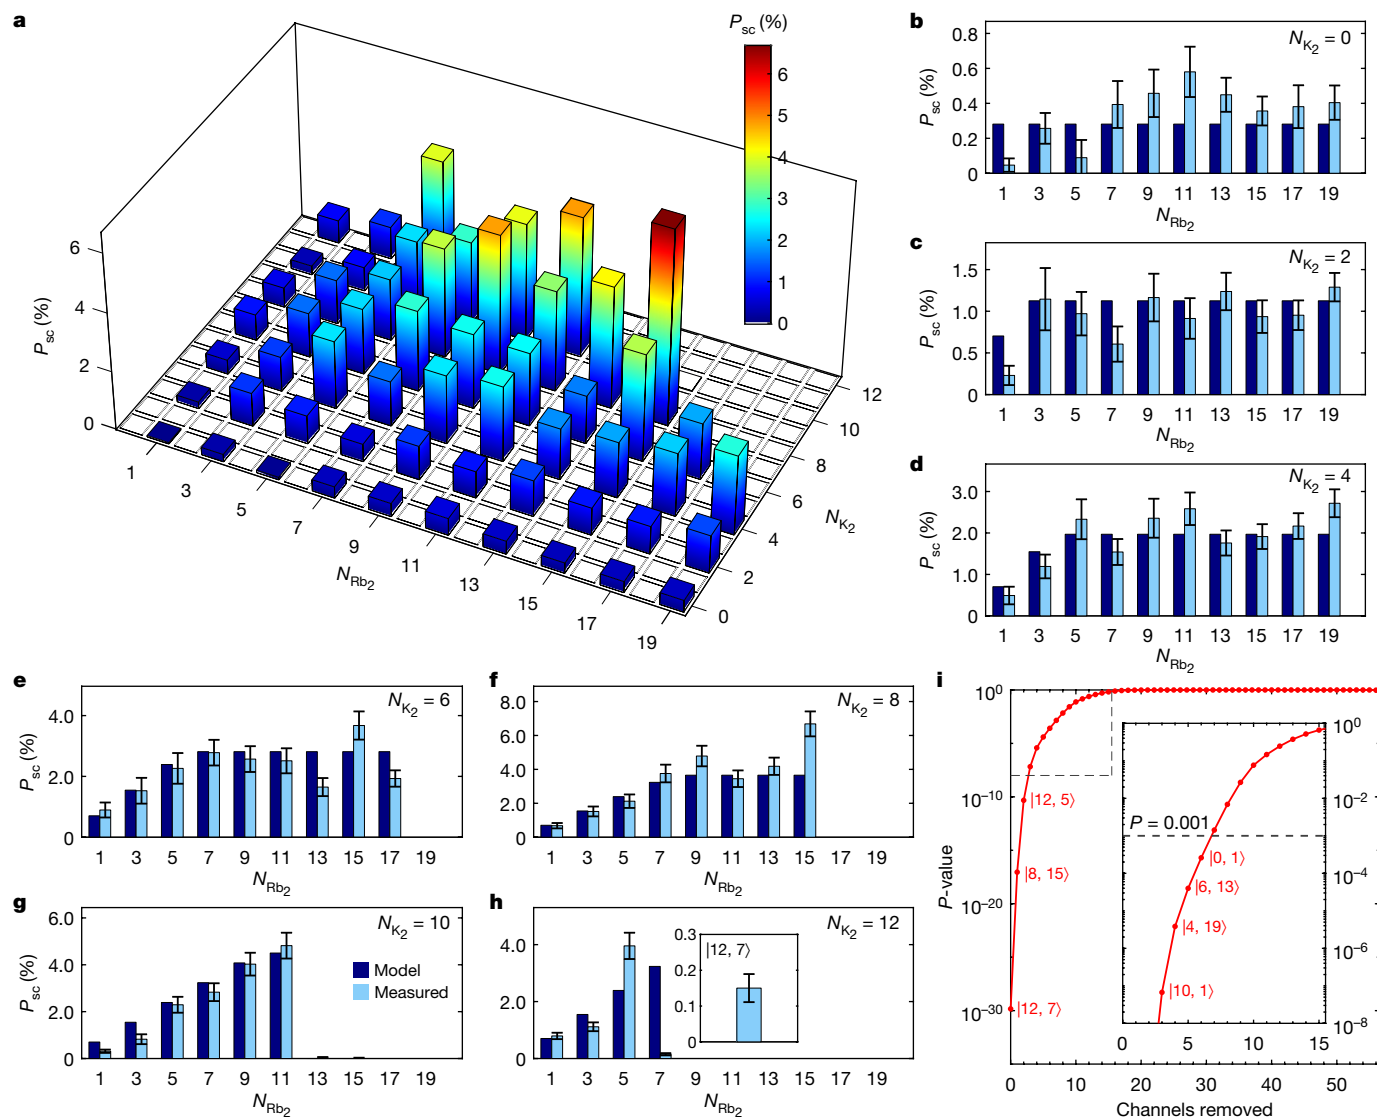 a
P_sc (%)
6
5
4
3
2
1
0
6
4
2
0
P_sc (%)
1
3
5
7
9
11
13
15
17
19
N_Rb2
0
2
4
6
8
10
12
N_K2
b
N_K2 = 0
0.8
0.6
0.4
0.2
0
P_sc (%)
1 3 5 7 9 11 13 15 17 19
N_Rb2
c
N_K2 = 2
1.5
1.0
0.5
0
P_sc (%)
1 3 5 7 9 11 13 15 17 19
N_Rb2
d
N_K2 = 4
3.0
2.0
1.0
0
P_sc (%)
1 3 5 7 9 11 13 15 17 19
N_Rb2
e
N_K2 = 6
4.0
2.0
0
P_sc (%)
1 3 5 7 9 11 13 15 17 19
N_Rb2
f
N_K2 = 8
8.0
6.0
4.0
2.0
0
P_sc (%)
1 3 5 7 9 11 13 15 17 19
N_Rb2
g
N_K2 = 10
6.0
4.0
2.0
0
P_sc (%)
Model
Measured
1 3 5 7 9 11 13 15 17 19
N_Rb2
h
N_K2 = 12
4.0
2.0
0
P_sc (%)
0.3
0.2
0.1
0
|12, 7⟩
1 3 5 7 9 11 13 15 17 19
N_Rb2
i
10^0
10^−10
10^−20
10^−30
P-value
|12, 5⟩
|8, 15⟩
|12, 7⟩
P = 0.001
|0, 1⟩
|6, 13⟩
|4, 19⟩
|10, 1⟩
10^0
10^−2
10^−4
10^−6
10^−8
0 5 10 15
0 10 20 30 40 50
Channels removed